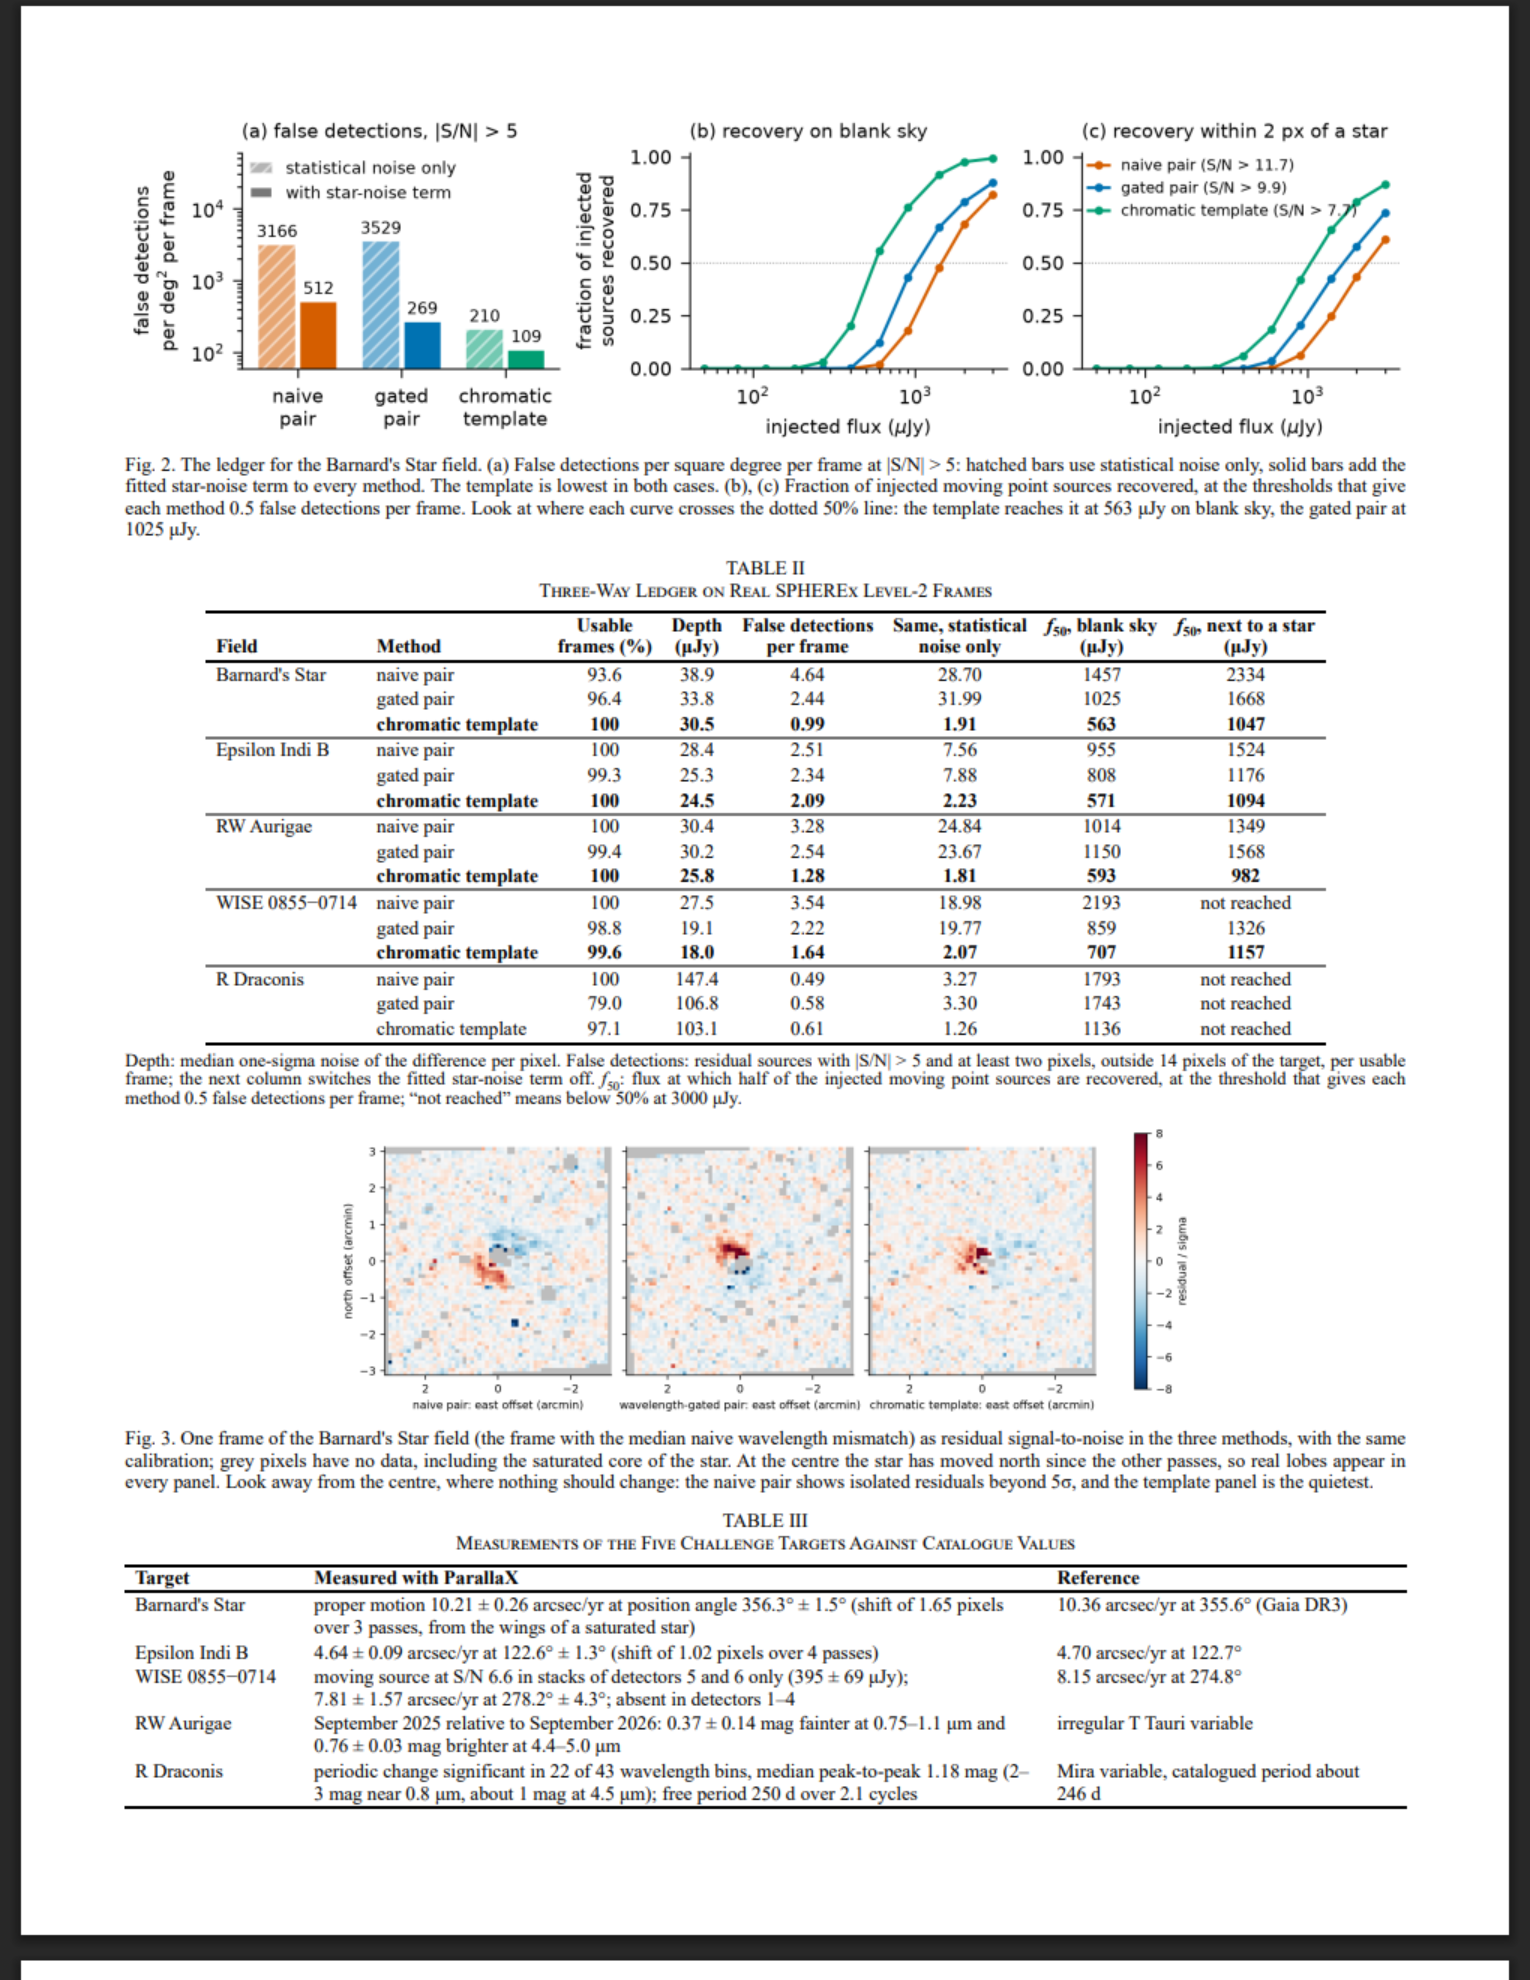 (a) false detections, |S/N| > 5
statistical noise only
with star-noise term
false detections
per deg² per frame
10⁴
10³
10²
3166
512
3529
269
210
109
naive
pair
gated
pair
chromatic
template
(b) recovery on blank sky
fraction of injected
sources recovered
1.00
0.75
0.50
0.25
0.00
10²
10³
injected flux (μJy)
(c) recovery within 2 px of a star
naive pair (S/N > 11.7)
gated pair (S/N > 9.9)
chromatic template (S/N > 7.7)
1.00
0.75
0.50
0.25
0.00
10²
10³
injected flux (μJy)
Fig. 2. The ledger for the Barnard's Star field. (a) False detections per square degree per frame at |S/N| > 5: hatched bars use statistical noise only, solid bars add the
fitted star-noise term to every method. The template is lowest in both cases. (b), (c) Fraction of injected moving point sources recovered, at the thresholds that give
each method 0.5 false detections per frame. Look at where each curve crosses the dotted 50% line: the template reaches it at 563 μJy on blank sky, the gated pair at
1025 μJy.
TABLE II
THREE-WAY LEDGER ON REAL SPHEREx LEVEL-2 FRAMES
Field Method Usable frames (%) Depth (μJy) False detections per frame Same, statistical noise only f₅₀, blank sky (μJy) f₅₀, next to a star (μJy)
Barnard's Star naive pair 93.6 38.9 4.64 28.70 1457 2334
gated pair 96.4 33.8 2.44 31.99 1025 1668
chromatic template 100 30.5 0.99 1.91 563 1047
Epsilon Indi B naive pair 100 28.4 2.51 7.56 955 1524
gated pair 99.3 25.3 2.34 7.88 808 1176
chromatic template 100 24.5 2.09 2.23 571 1094
RW Aurigae naive pair 100 30.4 3.28 24.84 1014 1349
gated pair 99.4 30.2 2.54 23.67 1150 1568
chromatic template 100 25.8 1.28 1.81 593 982
WISE 0855−0714 naive pair 100 27.5 3.54 18.98 2193 not reached
gated pair 98.8 19.1 2.22 19.77 859 1326
chromatic template 99.6 18.0 1.64 2.07 707 1157
R Draconis naive pair 100 147.4 0.49 3.27 1793 not reached
gated pair 79.0 106.8 0.58 3.30 1743 not reached
chromatic template 97.1 103.1 0.61 1.26 1136 not reached
Depth: median one-sigma noise of the difference per pixel. False detections: residual sources with |S/N| > 5 and at least two pixels, outside 14 pixels of the target, per usable
frame; the next column switches the fitted star-noise term off. f₅₀: flux at which half of the injected moving point sources are recovered, at the threshold that gives each
method 0.5 false detections per frame; “not reached” means below 50% at 3000 μJy.
north offset (arcmin)
3
2
1
0
−1
−2
−3
2 0 −2
naive pair: east offset (arcmin)
2 0 −2
wavelength-gated pair: east offset (arcmin)
2 0 −2
chromatic template: east offset (arcmin)
8
6
4
2
0
−2
−4
−6
−8
residual / sigma
Fig. 3. One frame of the Barnard's Star field (the frame with the median naive wavelength mismatch) as residual signal-to-noise in the three methods, with the same
calibration; grey pixels have no data, including the saturated core of the star. At the centre the star has moved north since the other passes, so real lobes appear in
every panel. Look away from the centre, where nothing should change: the naive pair shows isolated residuals beyond 5σ, and the template panel is the quietest.
TABLE III
MEASUREMENTS OF THE FIVE CHALLENGE TARGETS AGAINST CATALOGUE VALUES
Target Measured with ParallaX Reference
Barnard's Star proper motion 10.21 ± 0.26 arcsec/yr at position angle 356.3° ± 1.5° (shift of 1.65 pixels 10.36 arcsec/yr at 355.6° (Gaia DR3)
over 3 passes, from the wings of a saturated star)
Epsilon Indi B 4.64 ± 0.09 arcsec/yr at 122.6° ± 1.3° (shift of 1.02 pixels over 4 passes) 4.70 arcsec/yr at 122.7°
WISE 0855−0714 moving source at S/N 6.6 in stacks of detectors 5 and 6 only (395 ± 69 μJy); 8.15 arcsec/yr at 274.8°
7.81 ± 1.57 arcsec/yr at 278.2° ± 4.3°; absent in detectors 1–4
RW Aurigae September 2025 relative to September 2026: 0.37 ± 0.14 mag fainter at 0.75–1.1 μm and irregular T Tauri variable
0.76 ± 0.03 mag brighter at 4.4–5.0 μm
R Draconis periodic change significant in 22 of 43 wavelength bins, median peak-to-peak 1.18 mag (2– Mira variable, catalogued period about
3 mag near 0.8 μm, about 1 mag at 4.5 μm); free period 250 d over 2.1 cycles 246 d